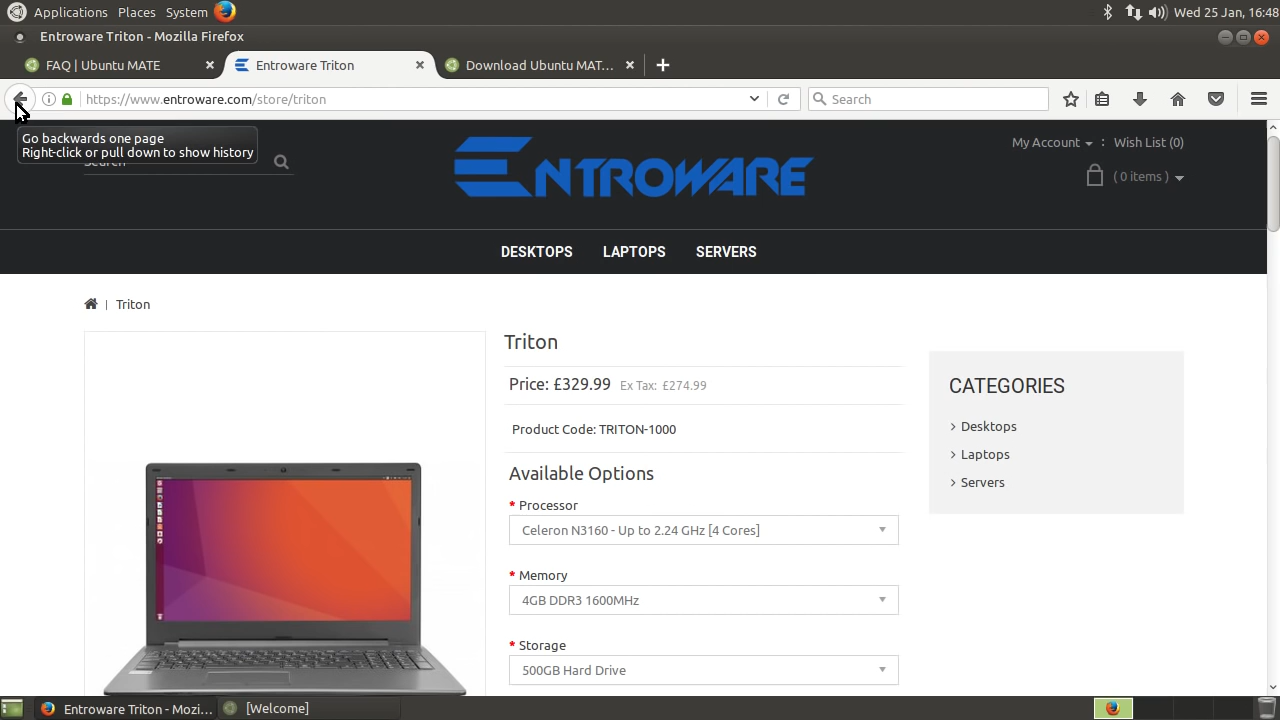 Applications Places System
Wed 25 Jan, 16:48
Entroware Triton - Mozilla Firefox
FAQ | Ubuntu MATE
Entroware Triton
Download Ubuntu MAT...
https://www.entroware.com/store/triton
Search
Go backwards one page
Right-click or pull down to show history
Search
ENTROWARE
My Account : Wish List (0)
( 0 items )
DESKTOPS LAPTOPS SERVERS
| Triton
Triton
Price: £329.99 Ex Tax: £274.99
Product Code: TRITON-1000
Available Options
* Processor
Celeron N3160 - Up to 2.24 GHz [4 Cores]
* Memory
4GB DDR3 1600MHz
* Storage
500GB Hard Drive
CATEGORIES
> Desktops
> Laptops
> Servers
Entroware Triton - Mozi...
[Welcome]